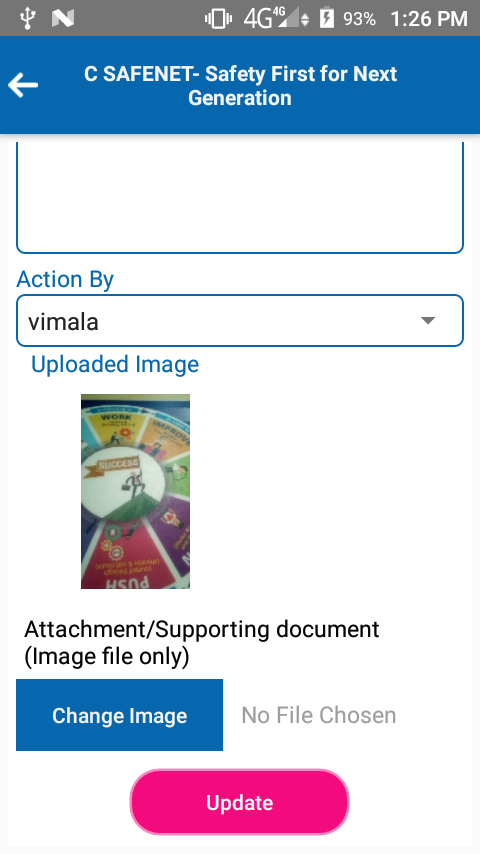 4G 4G 93% 1:26 PM
C SAFENET- Safety First for Next
Generation
Action By
vimala
Uploaded Image
WORK
IMPROV
SUCCESS
PUSH
Attachment/Supporting document
(Image file only)
Change Image No File Chosen
Update